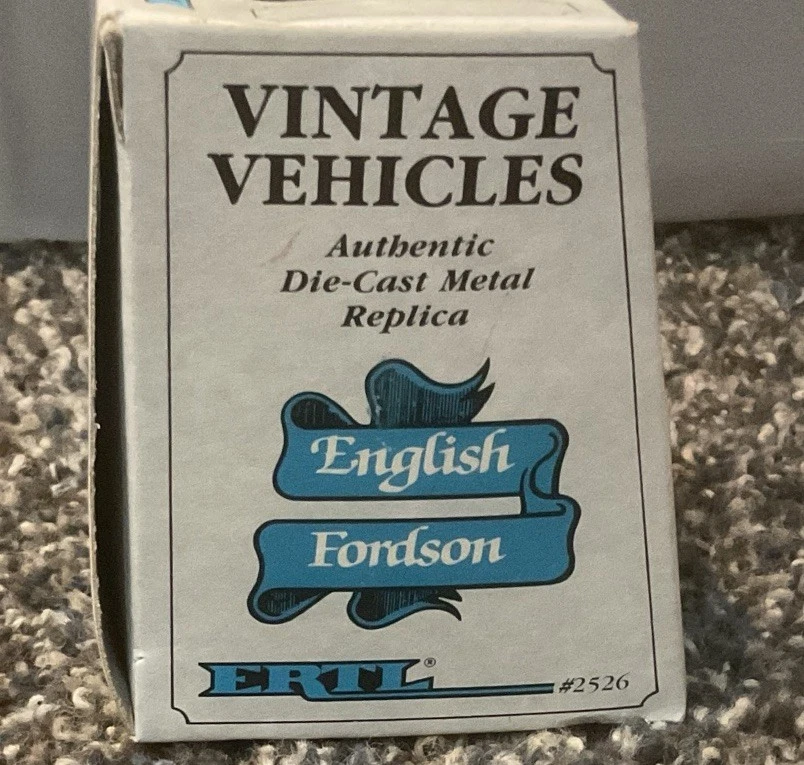 VINTAGE
VEHICLES
Authentic
Die-Cast Metal
Replica
English
Fordson
ERTL® #2526